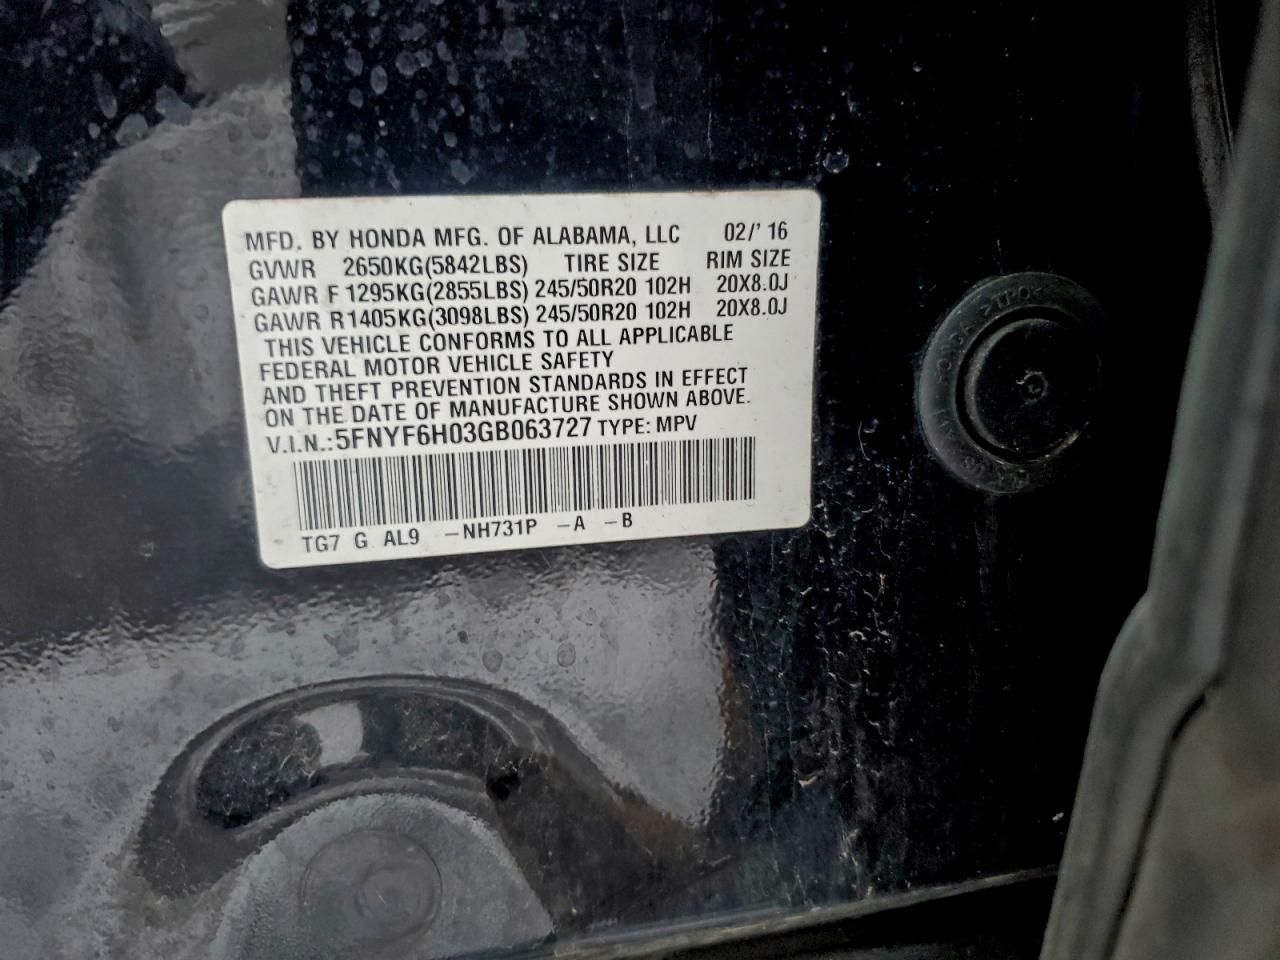 MFD. BY HONDA MFG. OF ALABAMA, LLC 02/'16
GVWR 2650KG(5842LBS) TIRE SIZE RIM SIZE
GAWR F 1295KG(2855LBS) 245/50R20 102H 20X8.0J
GAWR R1405KG(3098LBS) 245/50R20 102H 20X8.0J
THIS VEHICLE CONFORMS TO ALL APPLICABLE
FEDERAL MOTOR VEHICLE SAFETY
AND THEFT PREVENTION STANDARDS IN EFFECT
ON THE DATE OF MANUFACTURE SHOWN ABOVE.
V.I.N.:5FNYF6H03GB063727 TYPE: MPV
TG7 G AL9 -NH731P -A -B
HONDA